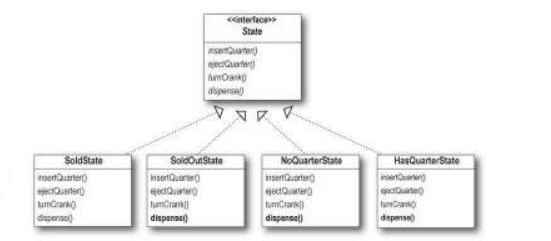 <<interface>>
State
insertQuarter()
ejectQuarter()
turnCrank()
dispense()
SoldState
insertQuarter()
ejectQuarter()
turnCrank()
dispense()
SoldOutState
insertQuarter()
ejectQuarter()
turnCrank()
dispense()
NoQuarterState
insertQuarter()
ejectQuarter()
turnCrank()
dispense()
HasQuarterState
insertQuarter()
ejectQuarter()
turnCrank()
dispense()